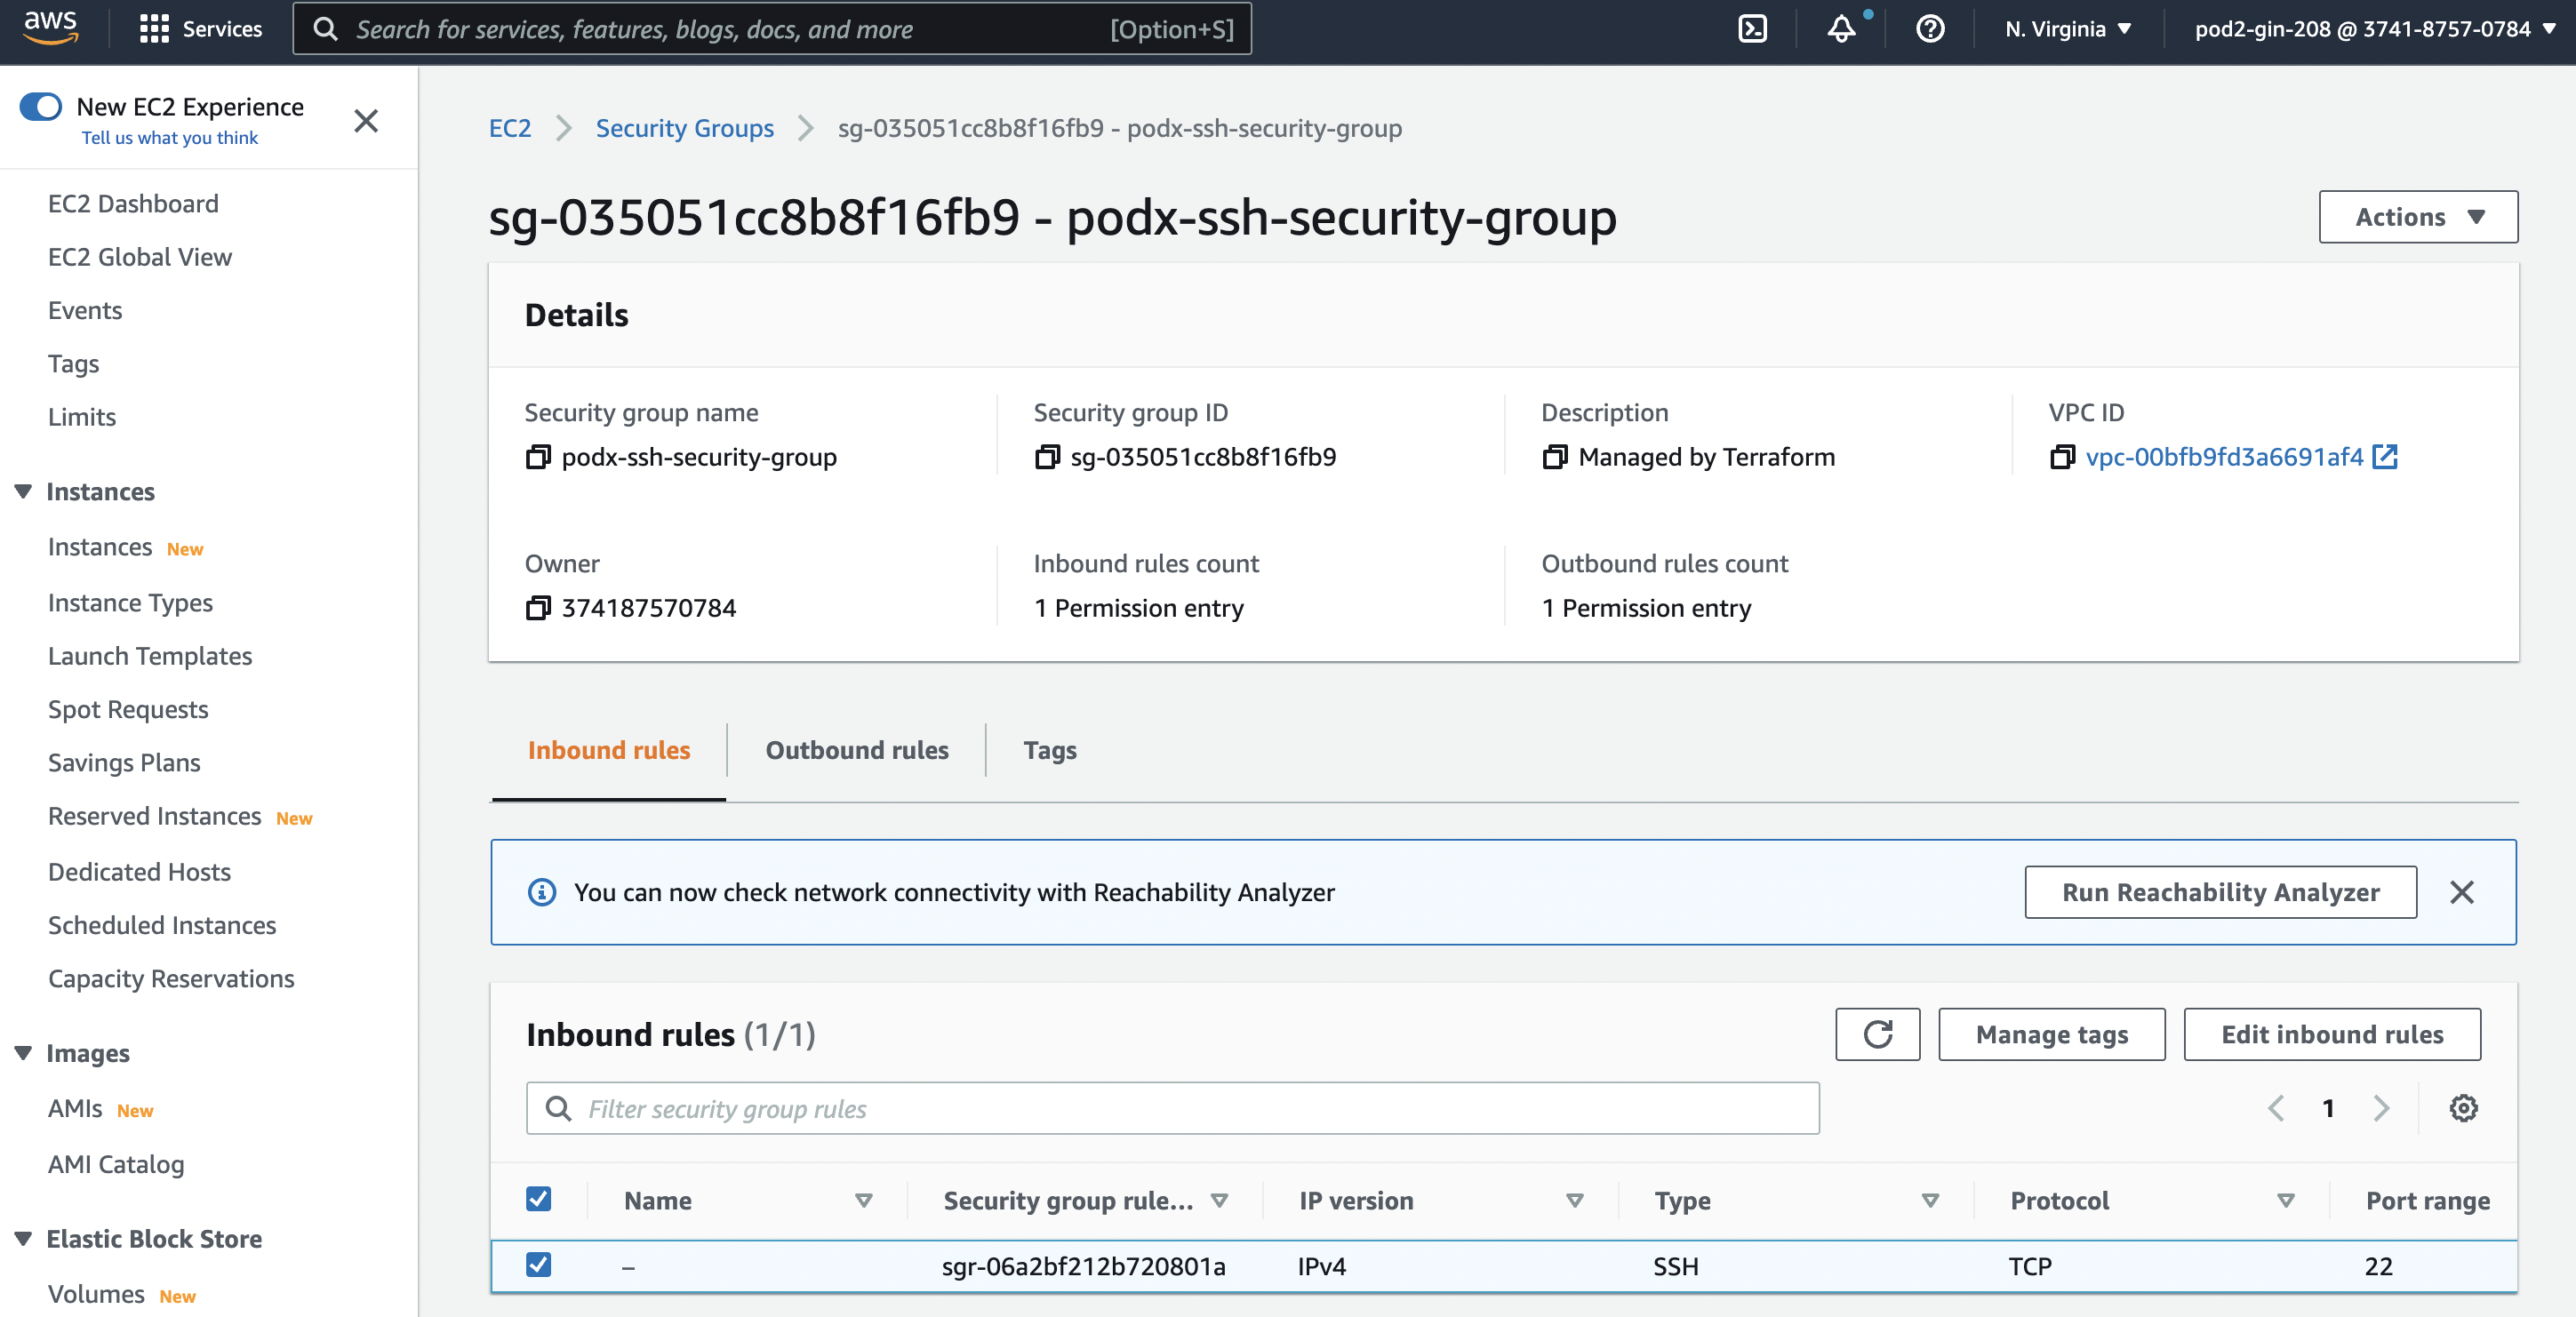 aws
Services
Search for services, features, blogs, docs, and more
[Option+S]
N. Virginia
pod2-gin-208 @ 3741-8757-0784
New EC2 Experience
Tell us what you think
EC2 Dashboard
EC2 Global View
Events
Tags
Limits
Instances
Instances New
Instance Types
Launch Templates
Spot Requests
Savings Plans
Reserved Instances New
Dedicated Hosts
Scheduled Instances
Capacity Reservations
Images
AMIs New
AMI Catalog
Elastic Block Store
Volumes New
EC2 > Security Groups > sg-035051cc8b8f16fb9 - podx-ssh-security-group
sg-035051cc8b8f16fb9 - podx-ssh-security-group
Actions
Details
Security group name
podx-ssh-security-group
Security group ID
sg-035051cc8b8f16fb9
Description
Managed by Terraform
VPC ID
vpc-00bfb9fd3a6691af4
Owner
374187570784
Inbound rules count
1 Permission entry
Outbound rules count
1 Permission entry
Inbound rules
Outbound rules
Tags
You can now check network connectivity with Reachability Analyzer
Run Reachability Analyzer
Inbound rules (1/1)
Manage tags
Edit inbound rules
Filter security group rules
1
Name Security group rule... IP version Type Protocol Port range
– sgr-06a2bf212b720801a IPv4 SSH TCP 22